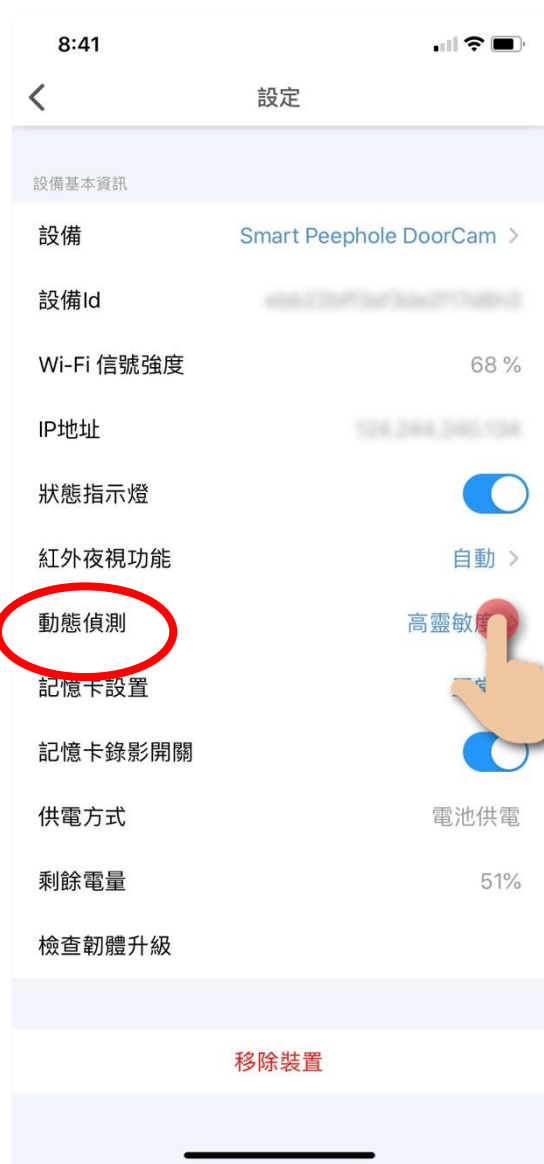 8:41
設定
設備基本資訊
設備 Smart Peephole DoorCam
設備Id
Wi-Fi 信號強度 68 %
IP地址
狀態指示燈
紅外夜視功能 自動
動態偵測 高靈敏度
記憶卡設置
記憶卡錄影開關
供電方式 電池供電
剩餘電量 51%
檢查韌體升級
移除裝置